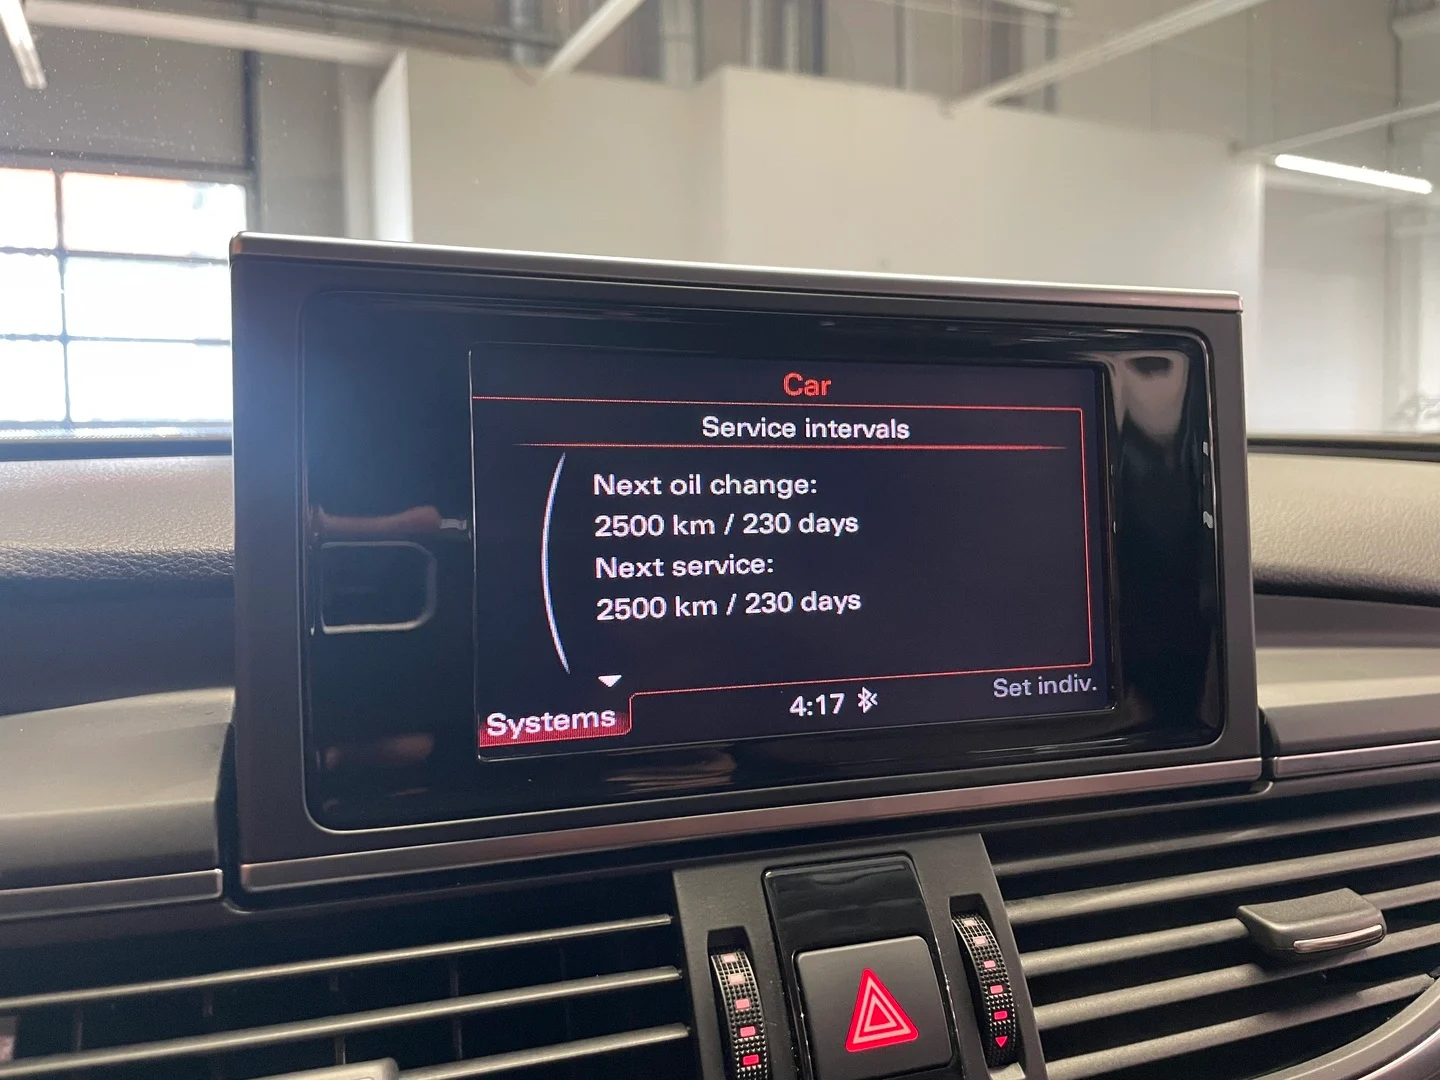 Car
Service intervals
Next oil change:
2500 km / 230 days
Next service:
2500 km / 230 days
Set indiv.
4:17
Systems